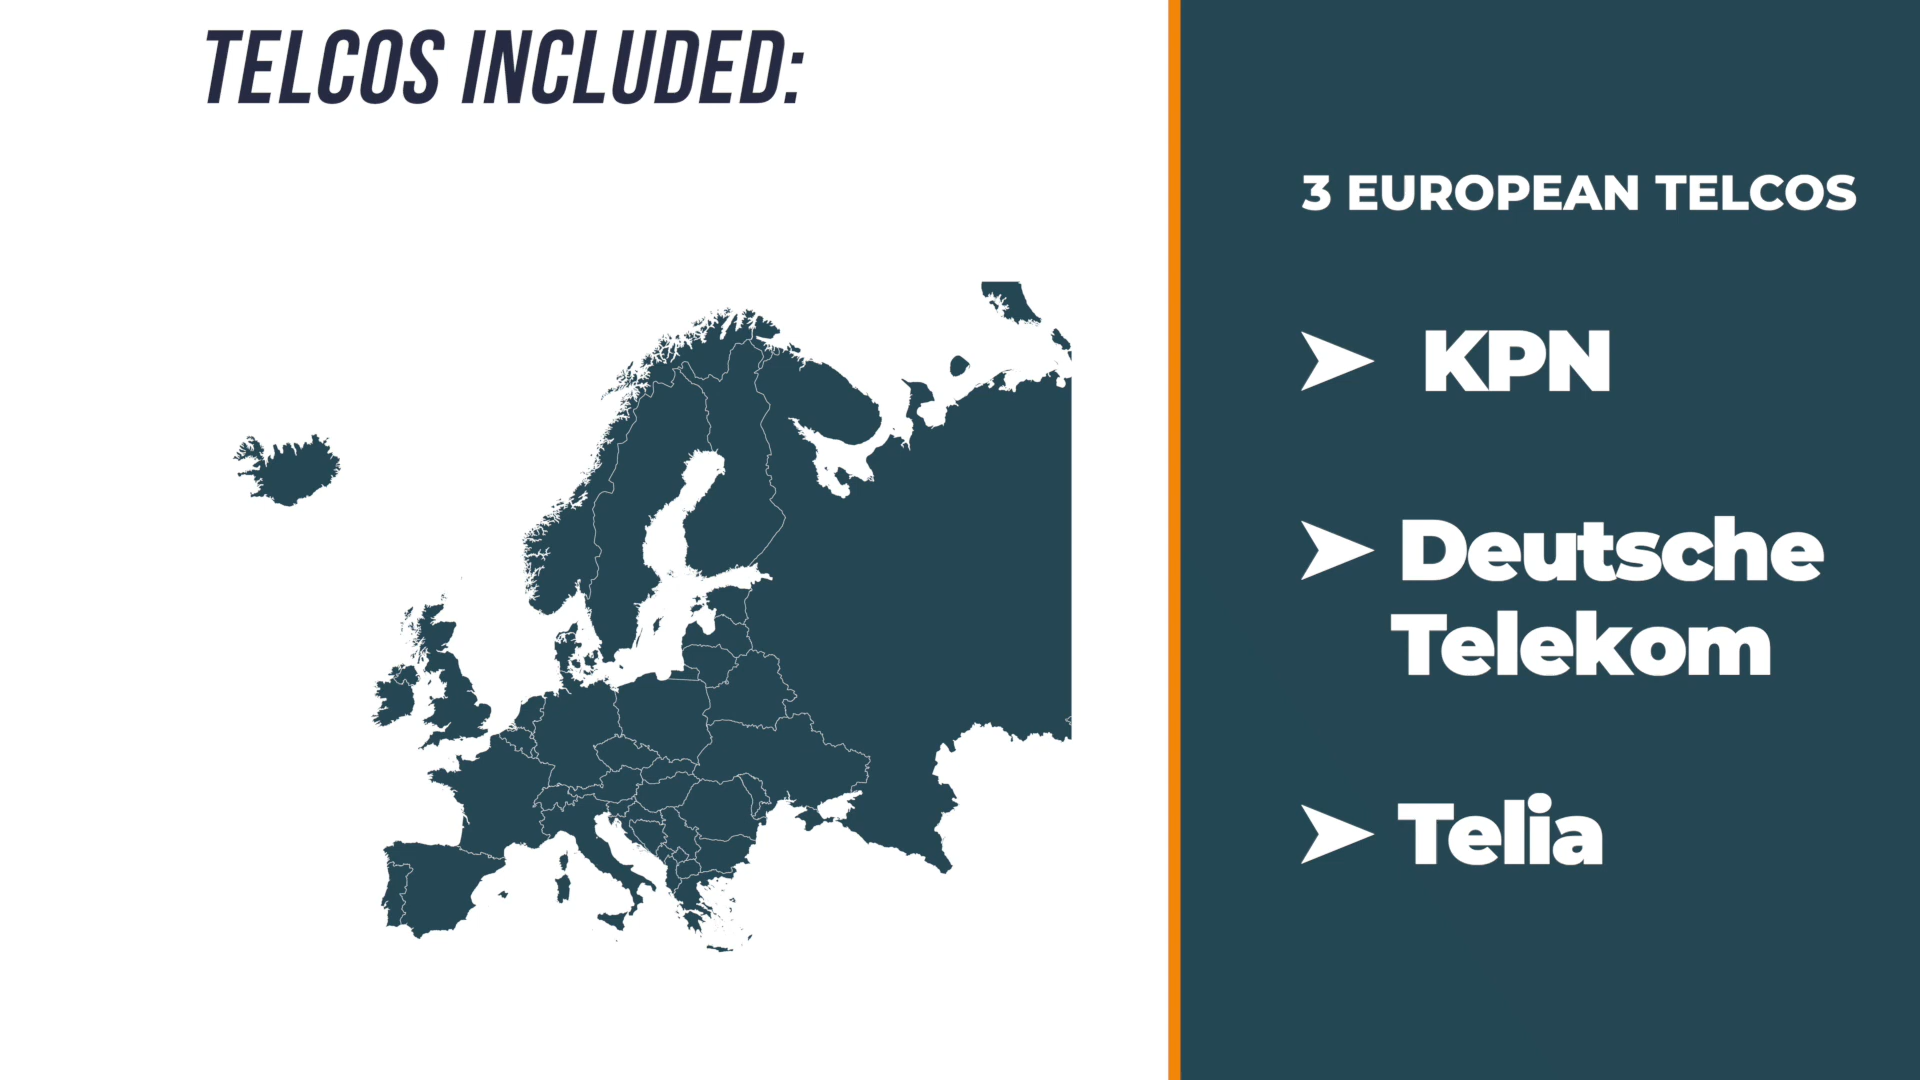 TELCOS INCLUDED:
3 EUROPEAN TELCOS
KPN
Deutsche
Telekom
Telia